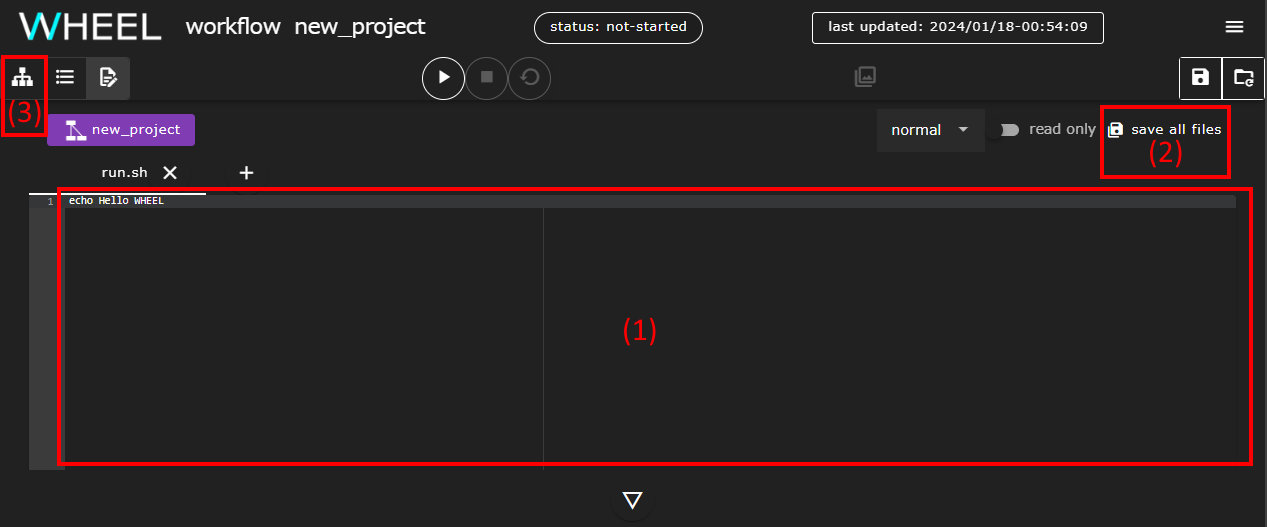 WHEEL workflow new_project status: not-started last updated: 2024/01/18-00:54:09
(3)
new_project normal read only save all files
(2)
run.sh
1 echo Hello WHEEL
(1)